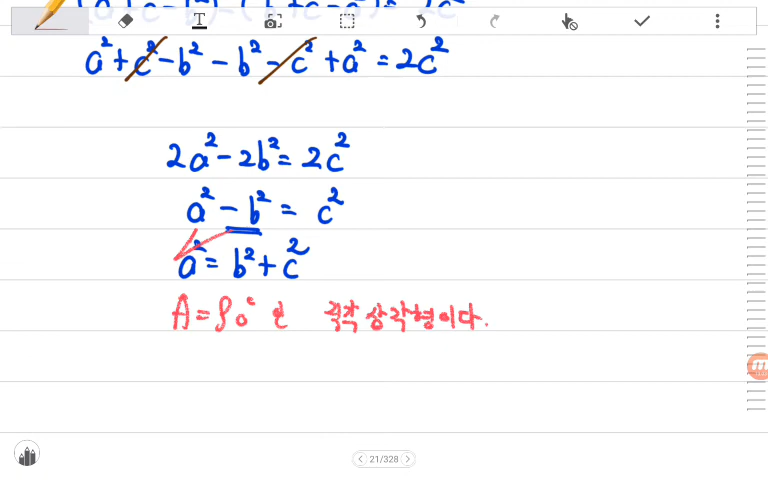 a² + c² - b² - b² - c² + a² = 2c²
2a² - 2b² = 2c²
a² - b² = c²
a² = b² + c²
A = 90° 인 직각삼각형이다.
21/328